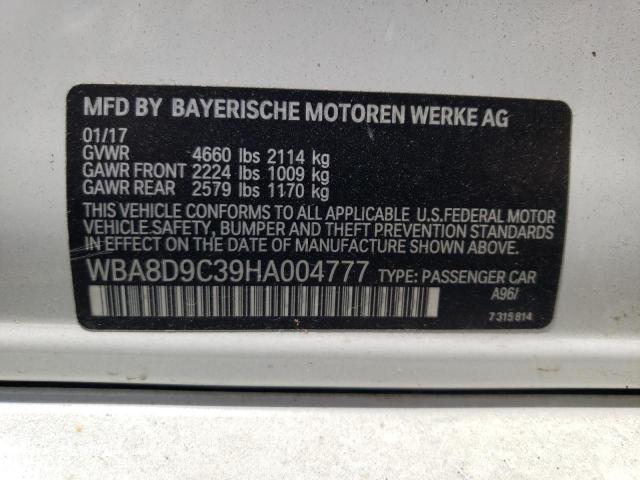 MFD BY BAYERISCHE MOTOREN WERKE AG
01/17
GVWR 4660 lbs 2114 kg
GAWR FRONT 2224 lbs 1009 kg
GAWR REAR 2579 lbs 1170 kg
THIS VEHICLE CONFORMS TO ALL APPLICABLE U.S.FEDERAL MOTOR
VEHICLE.SAFETY, BUMPER AND THEFT PREVENTION STANDARDS
IN EFFECT ON THE DATE OF MANUFACTURE SHOWN ABOVE.
WBA8D9C39HA004777 TYPE: PASSENGER CAR
A96/
7 315 814